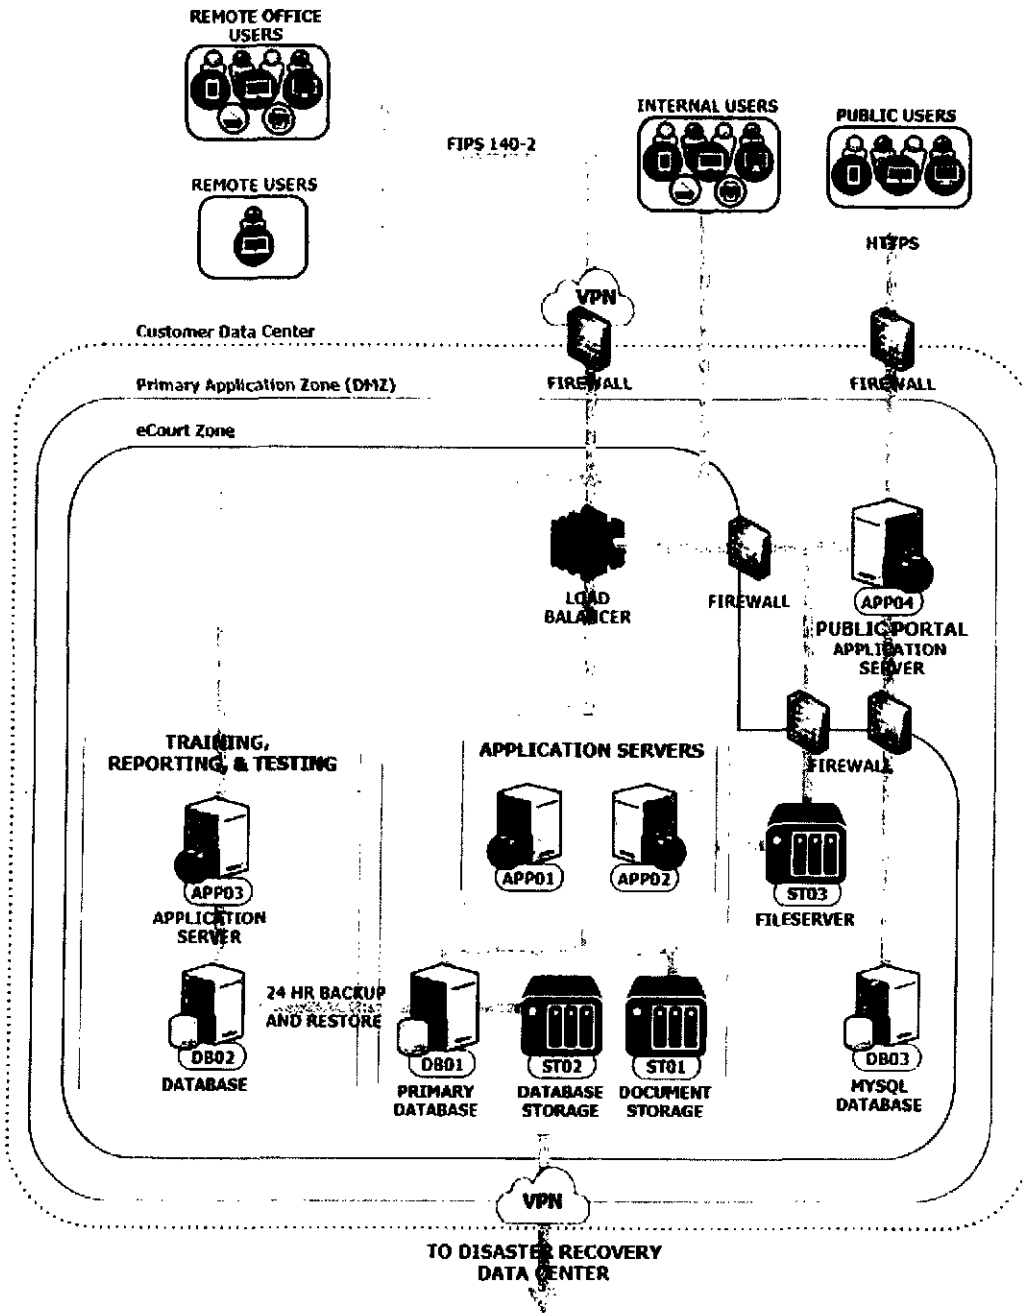 REMOTE OFFICE
USERS
INTERNAL USERS
PUBLIC USERS
FIPS 140-2
REMOTE USERS
HTTPS
VPN
Customer Data Center
FIREWALL
FIREWALL
Primary Application Zone (DMZ)
eCourt Zone
LOAD
BALANCER
FIREWALL
APP04
PUBLIC PORTAL
APPLICATION
SERVER
TRAINING,
REPORTING, & TESTING
APPLICATION SERVERS
FIREWALL
APP03
APPLICATION
SERVER
APP01
APP02
ST03
FILESERVER
24 HR BACKUP
AND RESTORE
DB02
DATABASE
DB01
PRIMARY
DATABASE
ST02
DATABASE
STORAGE
ST01
DOCUMENT
STORAGE
DB03
MYSQL
DATABASE
VPN
TO DISASTER RECOVERY
DATA CENTER